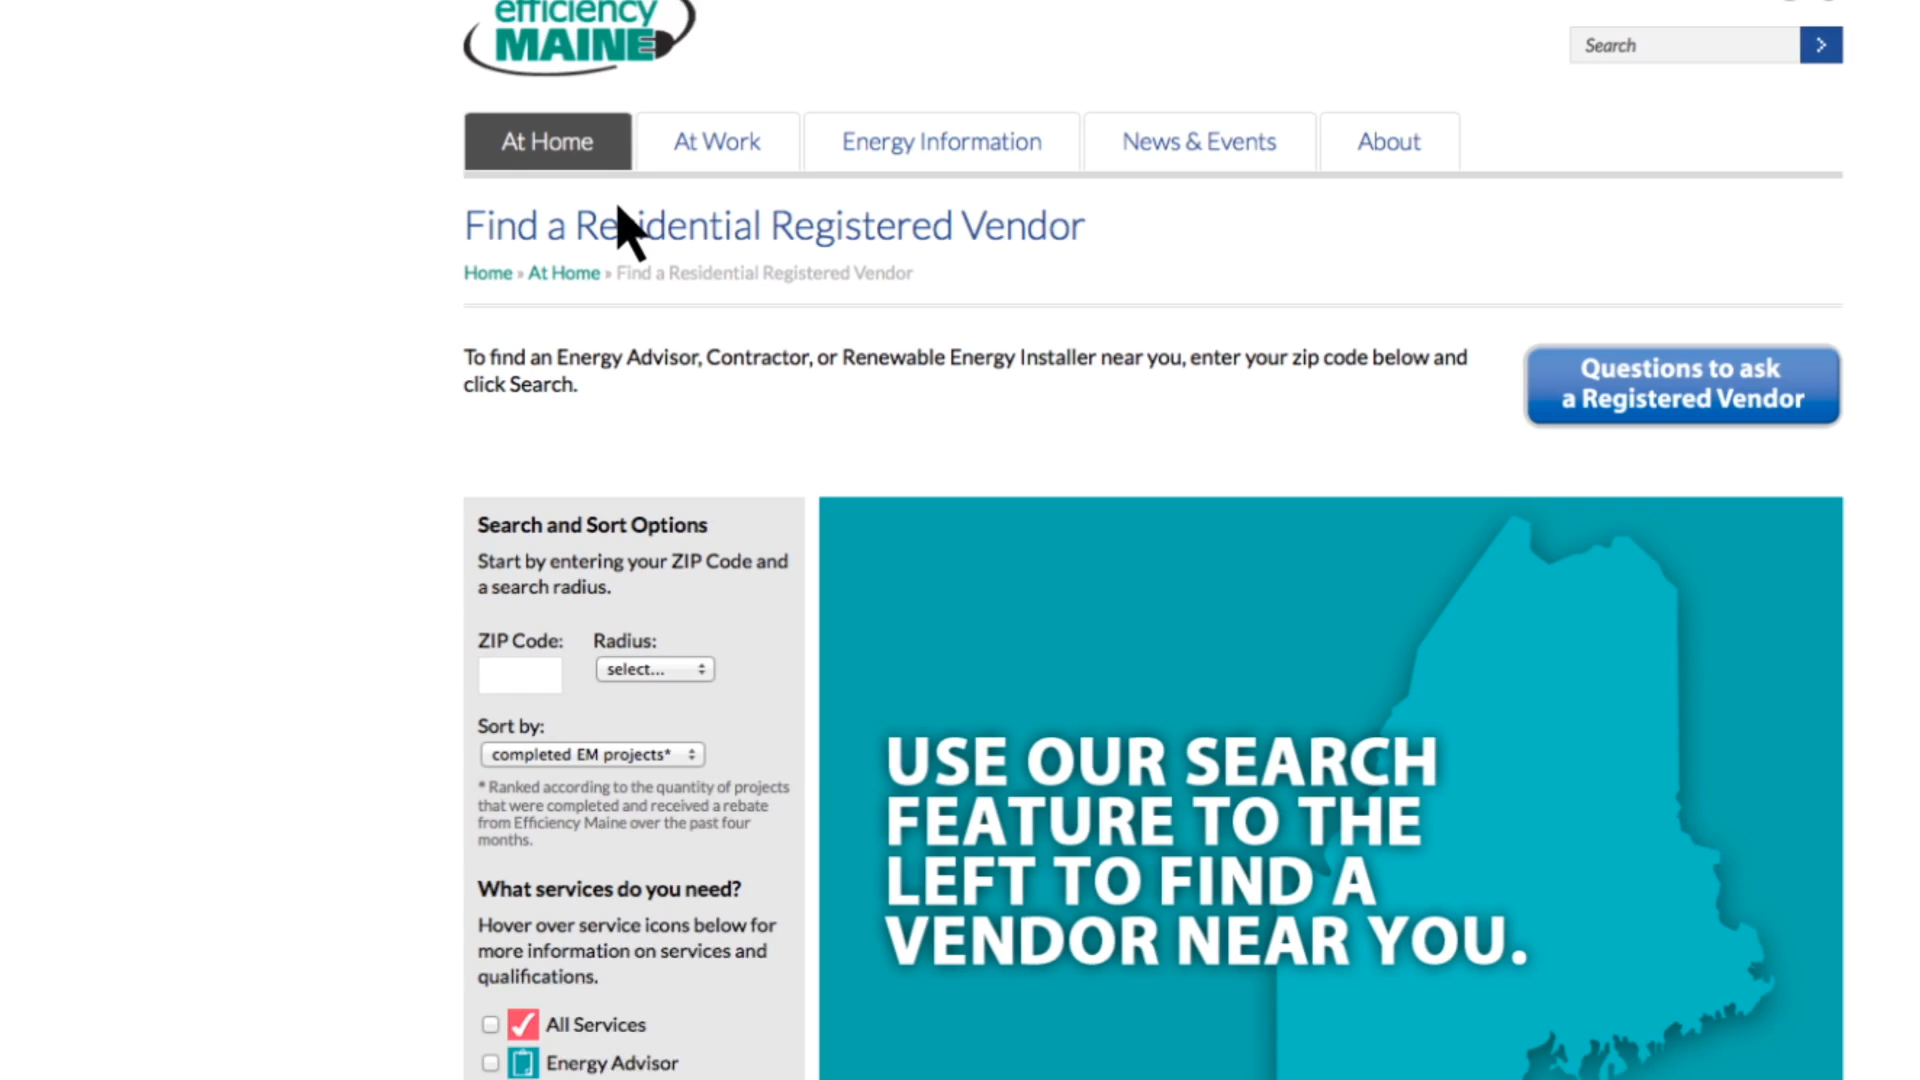 efficiency
MAINE
Search
At Home
At Work
Energy Information
News & Events
About
Find a Residential Registered Vendor
Home » At Home » Find a Residential Registered Vendor
To find an Energy Advisor, Contractor, or Renewable Energy Installer near you, enter your zip code below and
click Search.
Questions to ask
a Registered Vendor
Search and Sort Options
Start by entering your ZIP Code and
a search radius.
ZIP Code:
Radius:
select...
Sort by:
completed EM projects*
* Ranked according to the quantity of projects
that were completed and received a rebate
from Efficiency Maine over the past four
months.
What services do you need?
Hover over service icons below for
more information on services and
qualifications.
All Services
Energy Advisor
USE OUR SEARCH
FEATURE TO THE
LEFT TO FIND A
VENDOR NEAR YOU.